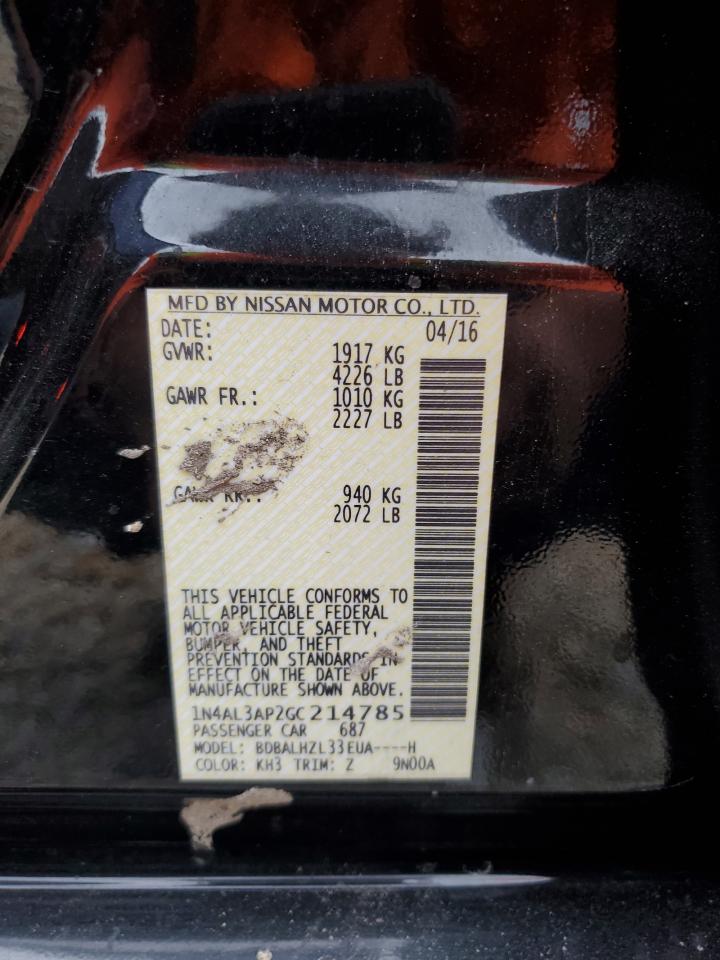 MFD BY NISSAN MOTOR CO., LTD.
DATE: 04/16
GVWR: 1917 KG
4226 LB
GAWR FR.: 1010 KG
2227 LB
GAWR RR.: 940 KG
2072 LB
THIS VEHICLE CONFORMS TO
ALL APPLICABLE FEDERAL
MOTOR VEHICLE SAFETY,
BUMPER, AND THEFT
PREVENTION STANDARDS IN
EFFECT ON THE DATE OF
MANUFACTURE SHOWN ABOVE.
1N4AL3AP2GC214785
PASSENGER CAR 687
MODEL: BDBALHZL33EUA----H
COLOR: KH3 TRIM: Z 9N00A